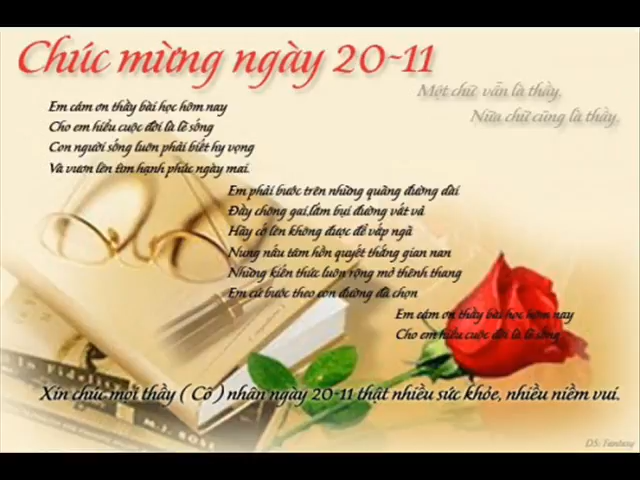 Chúc mừng ngày 20-11
Một chữ vẫn là thầy.
Nửa chữ cũng là thầy.
Em cám ơn thầy bài học hôm nay
Cho em hiểu cuộc đời là lẽ sống
Con người sống luôn phải biết hy vọng
Và vươn lên tìm hạnh phúc ngày mai.
Em phải bước trên những quãng đường dài
Đầy chông gai,lấm bụi đường vất vả
Hãy cố lên không được để vấp ngã
Nung nấu tâm hồn quyết thắng gian nan
Những kiến thức luôn rộng mở thênh thang
Em cứ bước theo con đường đã chọn
Em cám ơn thầy bài học hôm nay
Cho em hiểu cuộc đời là lẽ sống
Xin chúc mọi thầy ( Cô ) nhân ngày 20-11 thật nhiều sức khỏe, nhiều niềm vui.
M.J. ROSE
DS: Fantasy